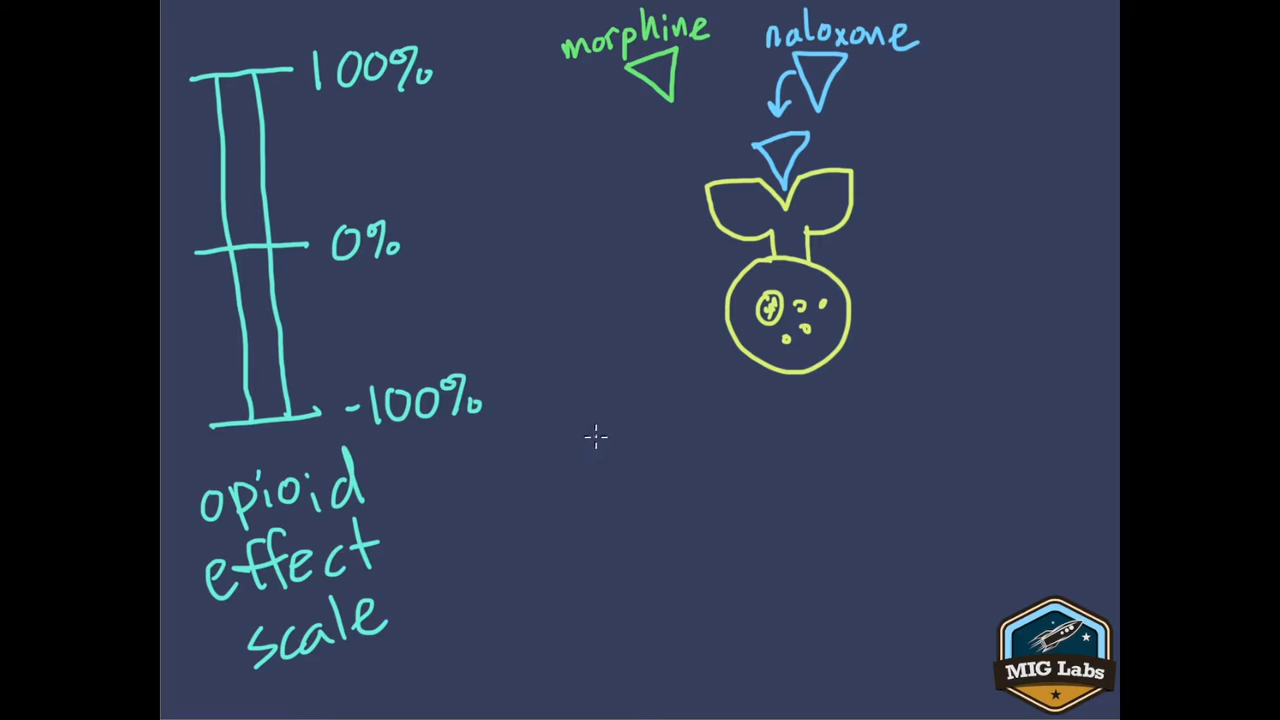 morphine
naloxone
100%
0%
-100%
opioid
effect
scale
MIG Labs